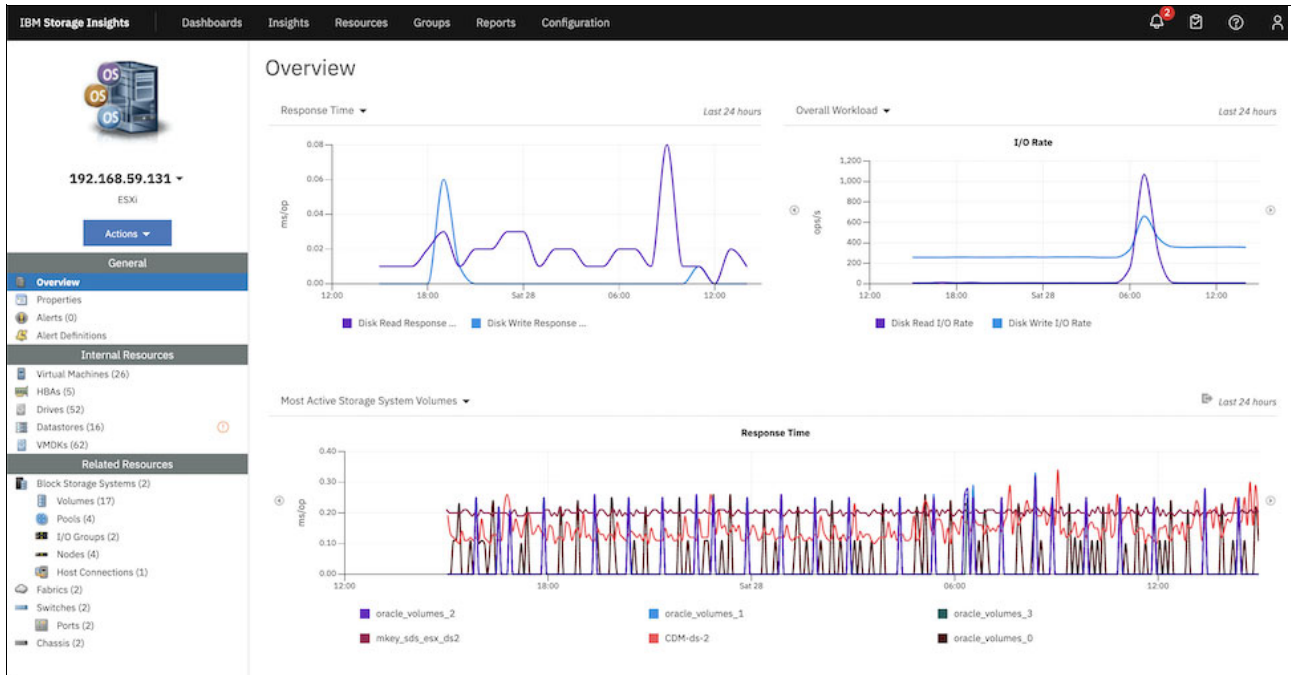 IBM Storage Insights Dashboards Insights Resources Groups Reports Configuration 2
OS
OS
OS
192.168.59.131
ESXi
Actions
General
Overview
Properties
Alerts (0)
Alert Definitions
Internal Resources
Virtual Machines (26)
HBAs (5)
Drives (52)
Datastores (16)
VMDKs (62)
Related Resources
Block Storage Systems (2)
Volumes (17)
Pools (4)
I/O Groups (2)
Nodes (4)
Host Connections (1)
Fabrics (2)
Switches (2)
Ports (2)
Chassis (2)
Overview
Response Time Last 24 hours
0.08
0.06
0.04
0.02
0.00
ms/op
12:00 18:00 Sat 28 06:00 12:00
Disk Read Response ... Disk Write Response ...
Overall Workload Last 24 hours
I/O Rate
1,200
1,000
800
600
400
200
0
ops/s
12:00 18:00 Sat 28 06:00 12:00
Disk Read I/O Rate Disk Write I/O Rate
Most Active Storage System Volumes Last 24 hours
Response Time
0.40
0.30
0.20
0.10
0.00
ms/op
12:00 18:00 Sat 28 06:00 12:00
oracle_volumes_2 oracle_volumes_1 oracle_volumes_3
mkey_sds_esx_ds2 CDM-ds-2 oracle_volumes_0